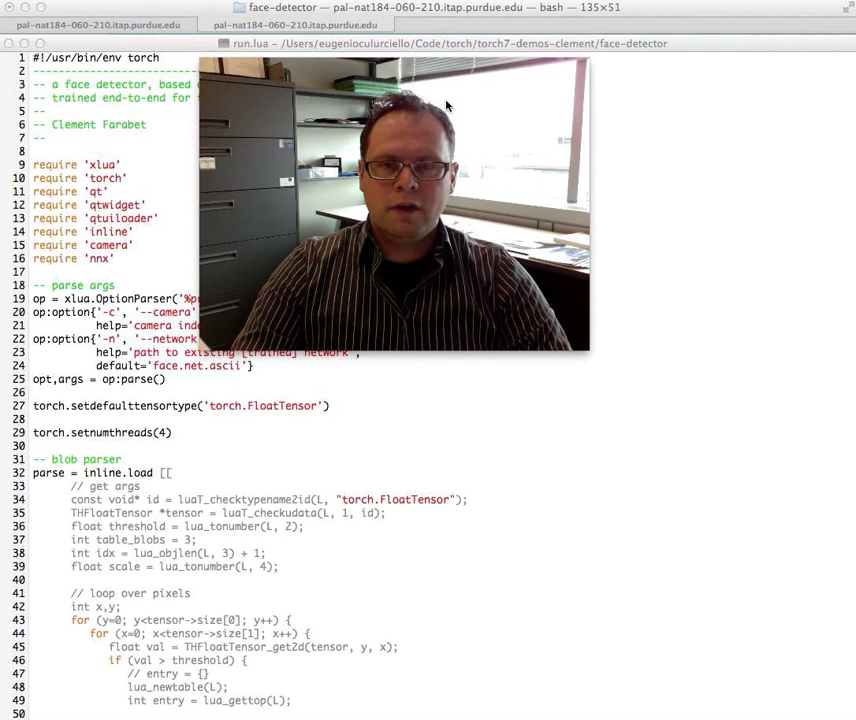 face-detector — pal-nat184-060-210.itap.purdue.edu — bash — 135×51
pal-nat184-060-210.itap.purdue.edu pal-nat184-060-210.itap.purdue.edu
run.lua – /Users/eugenioculurciello/Code/torch/torch7-demos-clement/face-detector
1 #!/usr/bin/env torch
2 ------------------------
3 -- a face detector, based
4 -- trained end-to-end for
5 --
6 -- Clement Farabet
7 --
8
9 require 'xlua'
10 require 'torch'
11 require 'qt'
12 require 'qtwidget'
13 require 'qtuiloader'
14 require 'inline'
15 require 'camera'
16 require 'nnx'
17
18 -- parse args
19 op = xlua.OptionParser('%p
20 op:option{'-c', '--camera'
21 help='camera ind
22 op:option{'-n', '--network
23 help='path to existing [trained] network',
24 default='face.net.ascii'}
25 opt,args = op:parse()
26
27 torch.setdefaulttensortype('torch.FloatTensor')
28
29 torch.setnumthreads(4)
30
31 -- blob parser
32 parse = inline.load [[
33 // get args
34 const void* id = luaT_checktypename2id(L, "torch.FloatTensor");
35 THFloatTensor *tensor = luaT_checkudata(L, 1, id);
36 float threshold = lua_tonumber(L, 2);
37 int table_blobs = 3;
38 int idx = lua_objlen(L, 3) + 1;
39 float scale = lua_tonumber(L, 4);
40
41 // loop over pixels
42 int x,y;
43 for (y=0; y<tensor->size[0]; y++) {
44 for (x=0; x<tensor->size[1]; x++) {
45 float val = THFloatTensor_get2d(tensor, y, x);
46 if (val > threshold) {
47 // entry = {}
48 lua_newtable(L);
49 int entry = lua_gettop(L);
50